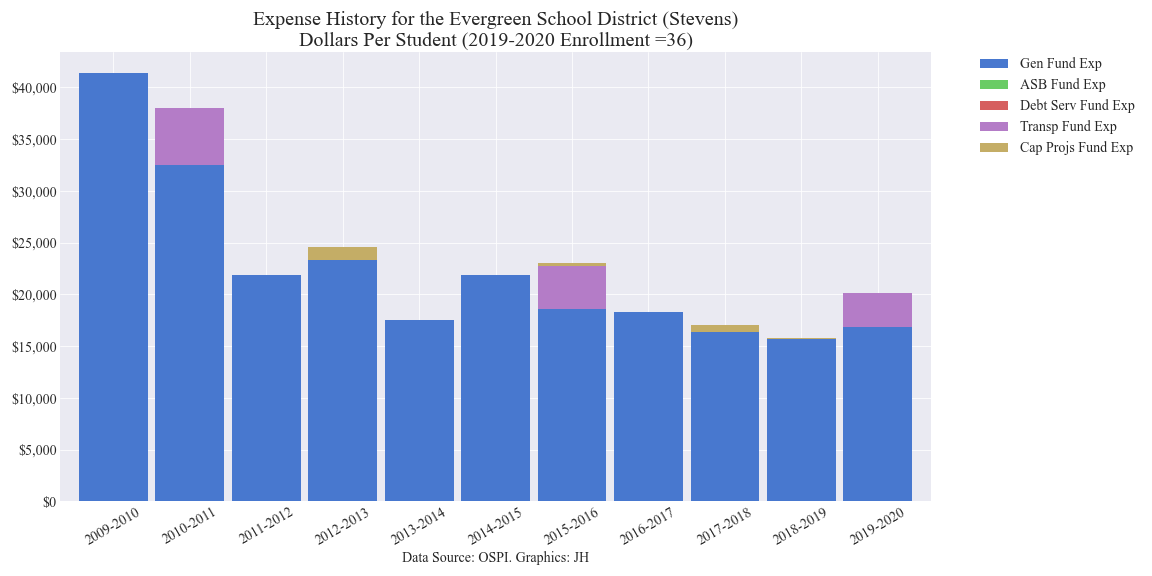 Expense History for the Evergreen School District (Stevens)
Dollars Per Student (2019-2020 Enrollment =36)
$40,000
$35,000
$30,000
$25,000
$20,000
$15,000
$10,000
$5,000
$0
2009-2010
2010-2011
2011-2012
2012-2013
2013-2014
2014-2015
2015-2016
2016-2017
2017-2018
2018-2019
2019-2020
Data Source: OSPI. Graphics: JH
Gen Fund Exp
ASB Fund Exp
Debt Serv Fund Exp
Transp Fund Exp
Cap Projs Fund Exp